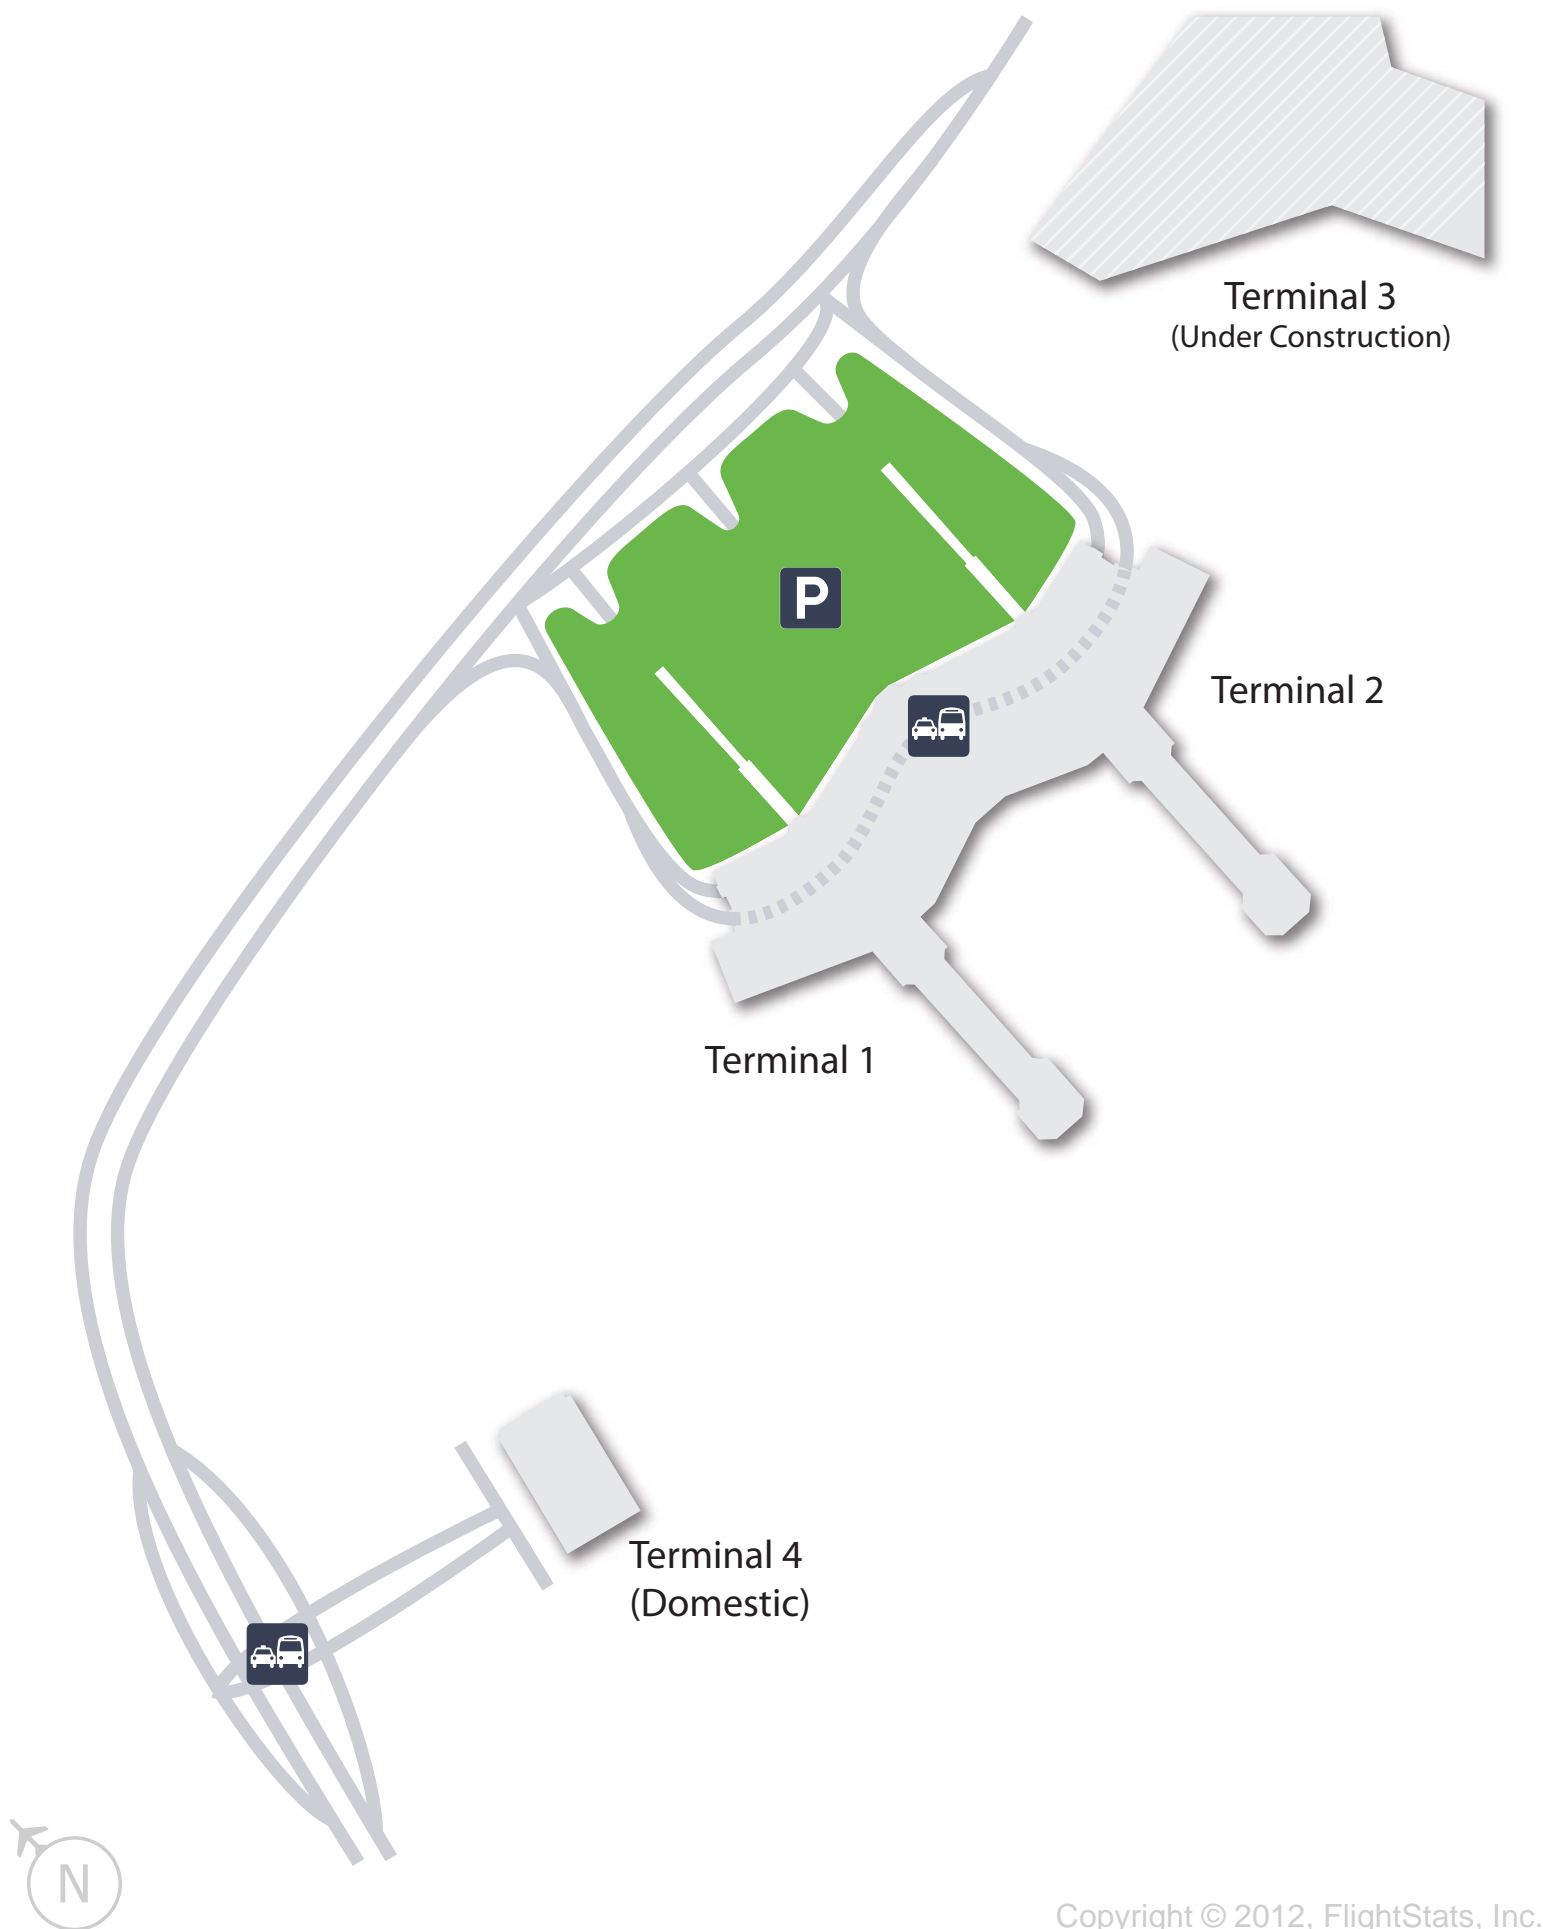 Terminal 3
(Under Construction)
P
Terminal 2
Terminal 1
Terminal 4
(Domestic)
N
Copyright © 2012, FlightStats, Inc.